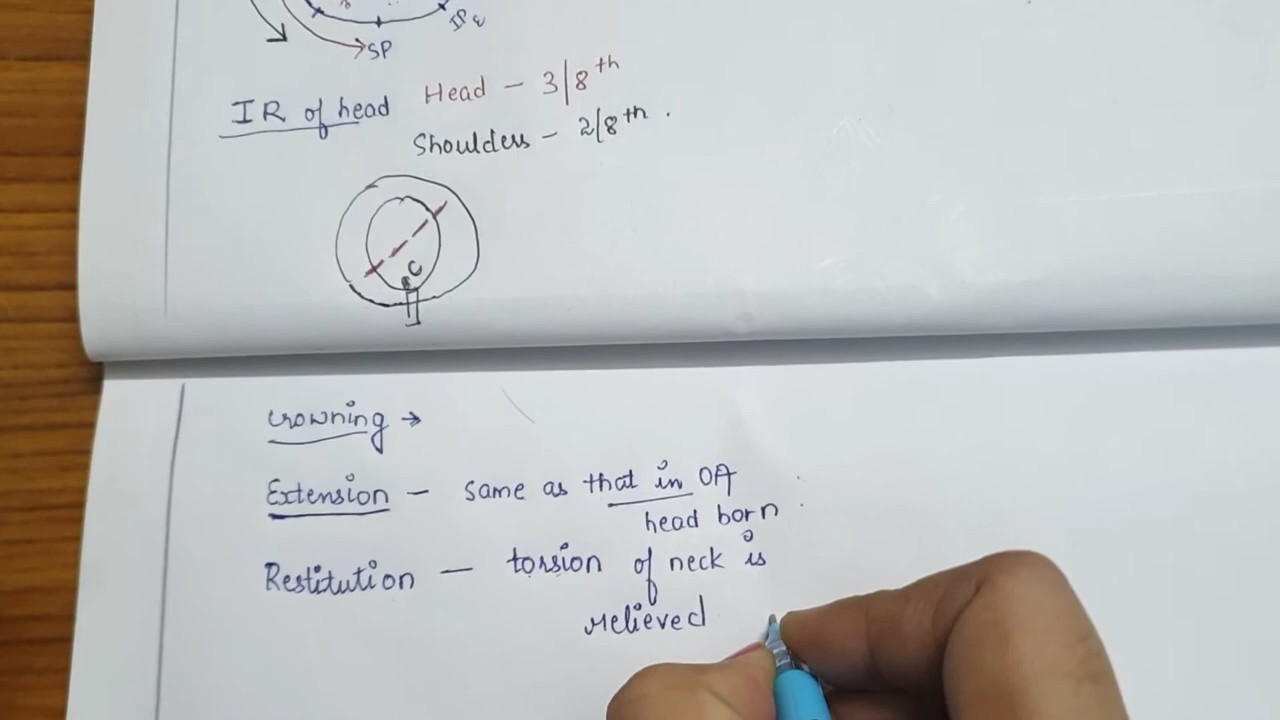 SP
IR of head Head - 3/8th
Shoulders - 2/8th.
C
Crowning →
Extension - same as that in OA
head born
Restitution - torsion of neck is
relieved